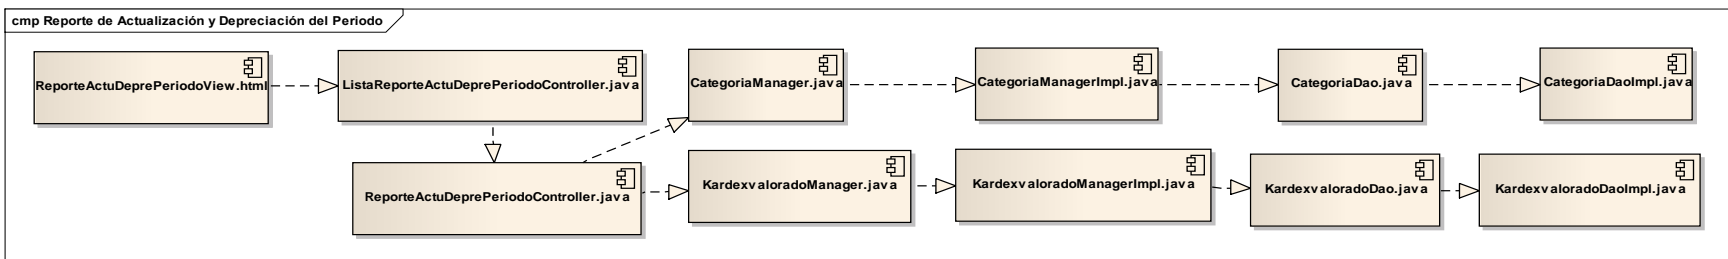 cmp Reporte de Actualización y Depreciación del Periodo
ReporteActuDeprePeriodoView.html
ListaReporteActuDeprePeriodoController.java
CategoriaManager.java
CategoriaManagerImpl.java
CategoriaDao.java
CategoriaDaoImpl.java
ReporteActuDeprePeriodoController.java
KardexvaloradoManager.java
KardexvaloradoManagerImpl.java
KardexvaloradoDao.java
KardexvaloradoDaoImpl.java